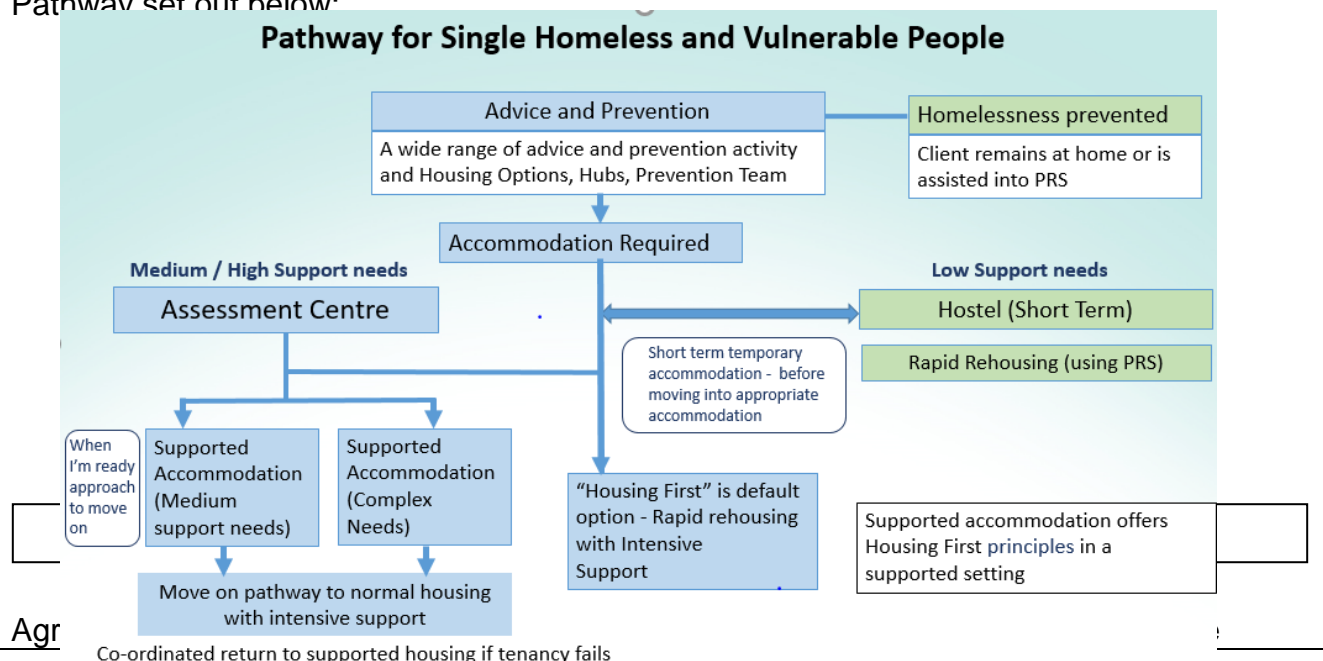 Pathway set out below:
Pathway for Single Homeless and Vulnerable People
Advice and Prevention
A wide range of advice and prevention activity
and Housing Options, Hubs, Prevention Team
Homelessness prevented
Client remains at home or is
assisted into PRS
Accommodation Required
Medium / High Support needs
Assessment Centre
Low Support needs
Hostel (Short Term)
Rapid Rehousing (using PRS)
Short term temporary
accommodation - before
moving into appropriate
accommodation
When
I'm ready
approach
to move
on
Supported
Accommodation
(Medium
support needs)
Supported
Accommodation
(Complex
Needs)
“Housing First” is default
option - Rapid rehousing
with Intensive
Support
Supported accommodation offers
Housing First principles in a
supported setting
Move on pathway to normal housing
with intensive support
Agr
Co-ordinated return to supported housing if tenancy fails